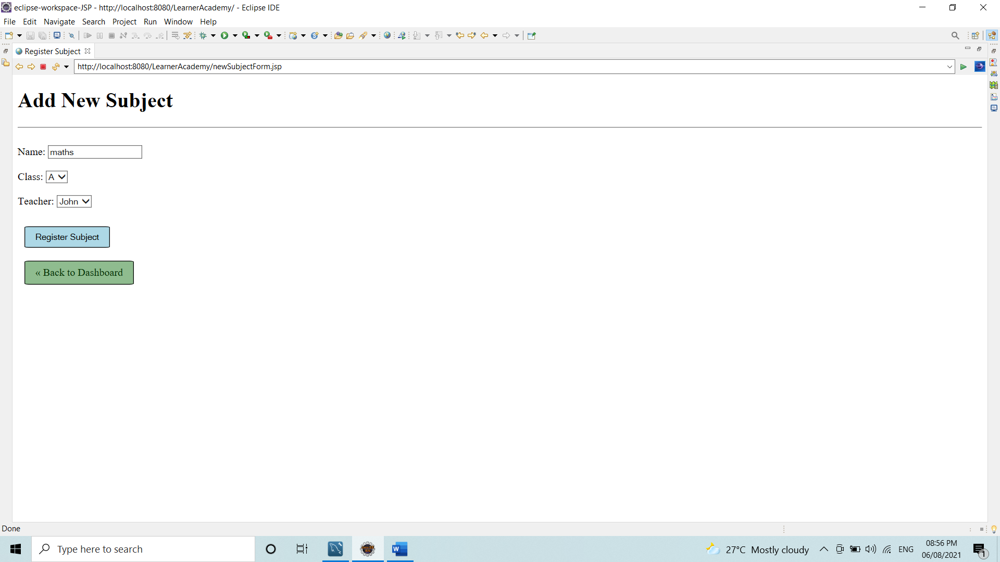 eclipse-workspace-JSP - http://localhost:8080/LearnerAcademy/ - Eclipse IDE
File Edit Navigate Search Project Run Window Help
Register Subject
http://localhost:8080/LearnerAcademy/newSubjectForm.jsp
Add New Subject
Name: maths
Class: A
Teacher: John
Register Subject
« Back to Dashboard
Done
Type here to search
27°C Mostly cloudy
ENG
08:56 PM
06/08/2021
1